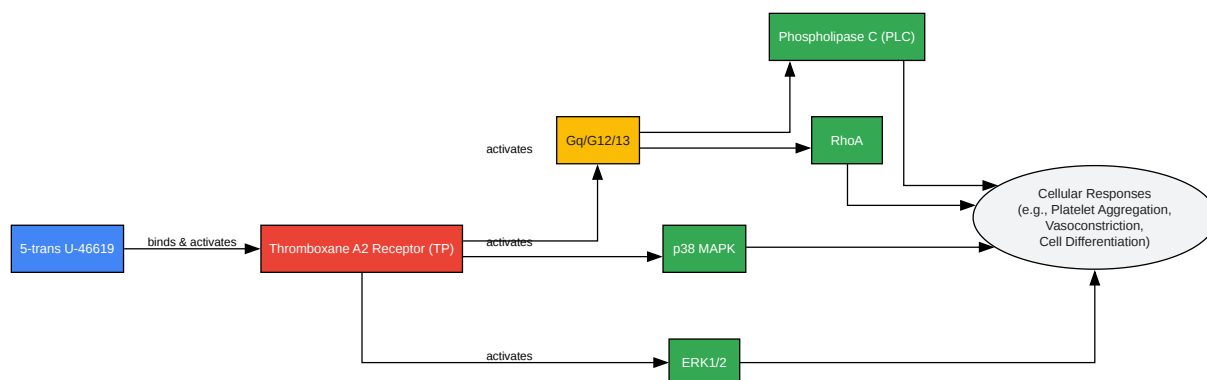 Phospholipase C (PLC)
Gq/G12/13
RhoA
activates
Cellular Responses
(e.g., Platelet Aggregation,
Vasoconstriction,
Cell Differentiation)
5-trans U-46619
binds & activates
Thromboxane A2 Receptor (TP)
activates
p38 MAPK
activates
ERK1/2